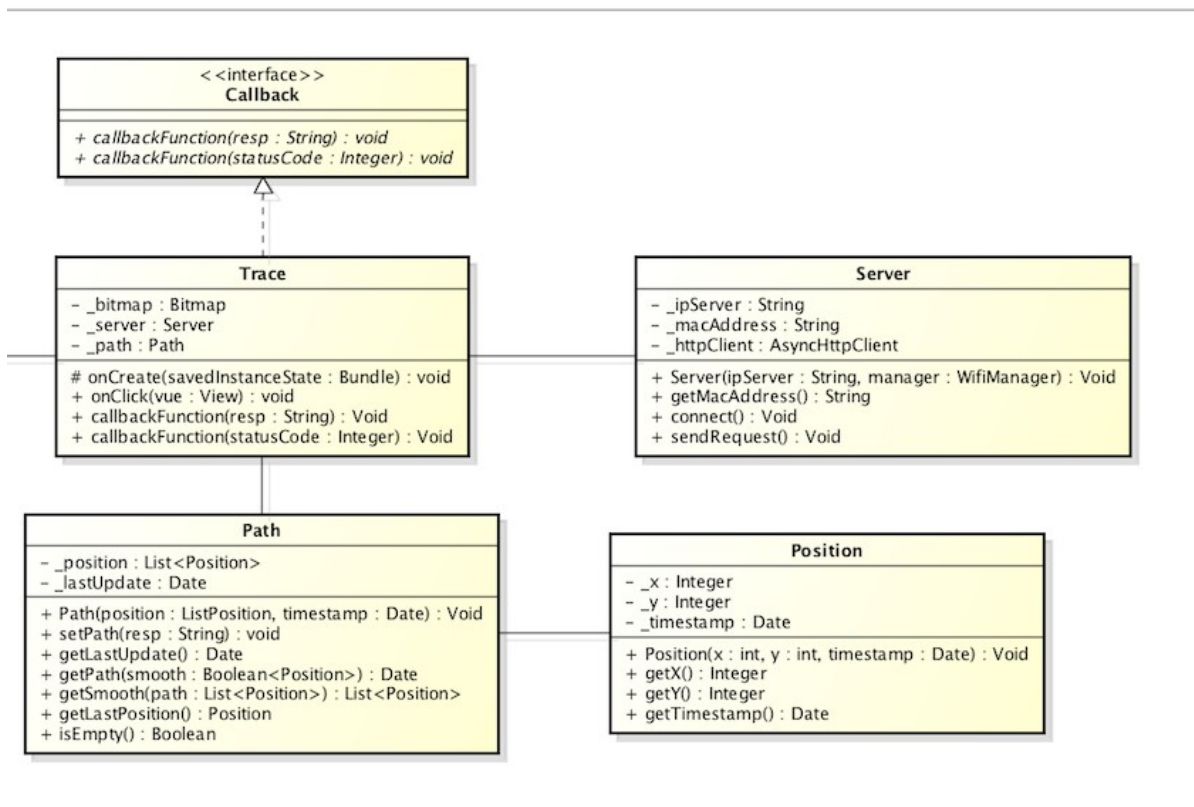 <<interface>>
Callback
+ callbackFunction(resp : String) : void
+ callbackFunction(statusCode : Integer) : void
Trace
- _bitmap : Bitmap
- _server : Server
- _path : Path
# onCreate(savedInstanceState : Bundle) : void
+ onClick(vue : View) : void
+ callbackFunction(resp : String) : Void
+ callbackFunction(statusCode : Integer) : Void
Server
- _ipServer : String
- _macAddress : String
- _httpClient : AsyncHttpClient
+ Server(ipServer : String, manager : WifiManager) : Void
+ getMacAddress() : String
+ connect() : Void
+ sendRequest() : Void
Path
- _position : List<Position>
- _lastUpdate : Date
+ Path(position : ListPosition, timestamp : Date) : Void
+ setPath(resp : String) : void
+ getLastUpdate() : Date
+ getPath(smooth : Boolean<Position>) : Date
+ getSmooth(path : List<Position>) : List<Position>
+ getLastPosition() : Position
+ isEmpty() : Boolean
Position
- _x : Integer
- _y : Integer
- _timestamp : Date
+ Position(x : int, y : int, timestamp : Date) : Void
+ getX() : Integer
+ getY() : Integer
+ getTimestamp() : Date